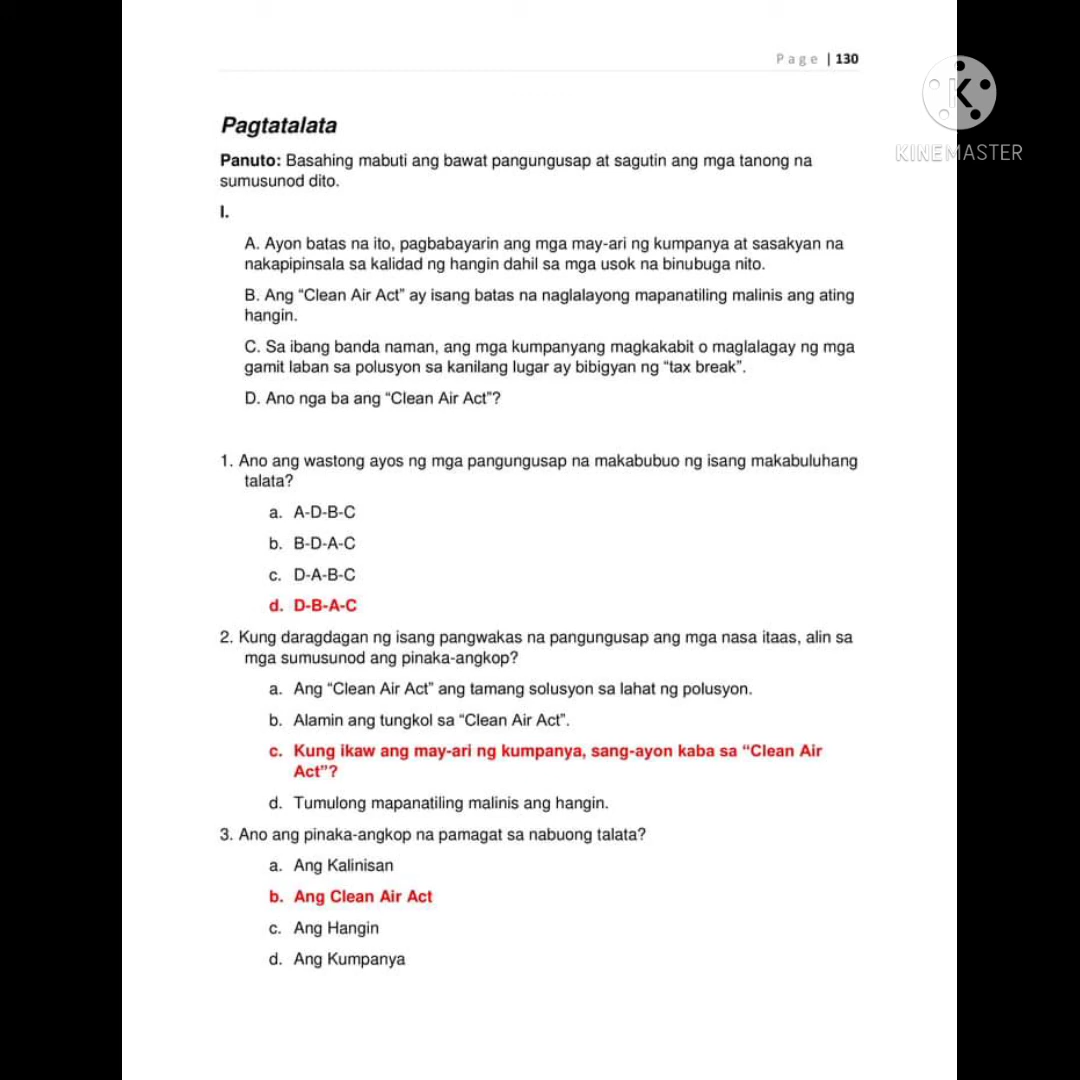 Page | 130
KINEMASTER
Pagtatalata
Panuto: Basahing mabuti ang bawat pangungusap at sagutin ang mga tanong na
sumusunod dito.
I.
A. Ayon batas na ito, pagbabayarin ang mga may-ari ng kumpanya at sasakyan na
nakapipinsala sa kalidad ng hangin dahil sa mga usok na binubuga nito.
B. Ang “Clean Air Act” ay isang batas na naglalayong mapanatiling malinis ang ating
hangin.
C. Sa ibang banda naman, ang mga kumpanyang magkakabit o maglalagay ng mga
gamit laban sa polusyon sa kanilang lugar ay bibigyan ng “tax break”.
D. Ano nga ba ang “Clean Air Act”?
1. Ano ang wastong ayos ng mga pangungusap na makabubuo ng isang makabuluhang
talata?
a. A-D-B-C
b. B-D-A-C
c. D-A-B-C
d. D-B-A-C
2. Kung daragdagan ng isang pangwakas na pangungusap ang mga nasa itaas, alin sa
mga sumusunod ang pinaka-angkop?
a. Ang “Clean Air Act” ang tamang solusyon sa lahat ng polusyon.
b. Alamin ang tungkol sa “Clean Air Act”.
c. Kung ikaw ang may-ari ng kumpanya, sang-ayon kaba sa “Clean Air
Act”?
d. Tumulong mapanatiling malinis ang hangin.
3. Ano ang pinaka-angkop na pamagat sa nabuong talata?
a. Ang Kalinisan
b. Ang Clean Air Act
c. Ang Hangin
d. Ang Kumpanya